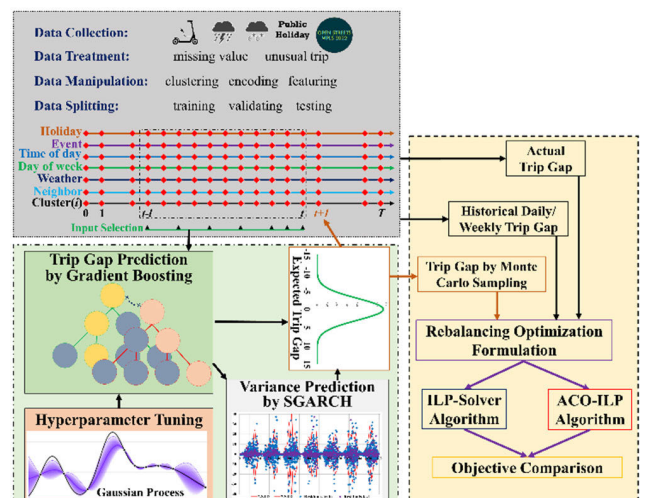 Data Collection:
Public
Holiday
OPEN STREETS
MPLS 2022
Data Treatment: missing value unusual trip
Data Manipulation: clustering encoding featuring
Data Splitting: training validating testing
Holiday
Event
Time of day
Day of week
Weather
Neighbor
Cluster(i)
0 1 t-l t t+1 T
Input Selection
Trip Gap Prediction
by Gradient Boosting
Hyperparameter Tuning
Gaussian Process
Expected Trip
Gap
-15 -10 -5 0 5 10 15
Variance Prediction
by SGARCH
Actual
Trip Gap
Historical Daily/
Weekly Trip Gap
Trip Gap by Monte
Carlo Sampling
Rebalancing Optimization
Formulation
ILP-Solver
Algorithm
ACO-ILP
Algorithm
Objective Comparison